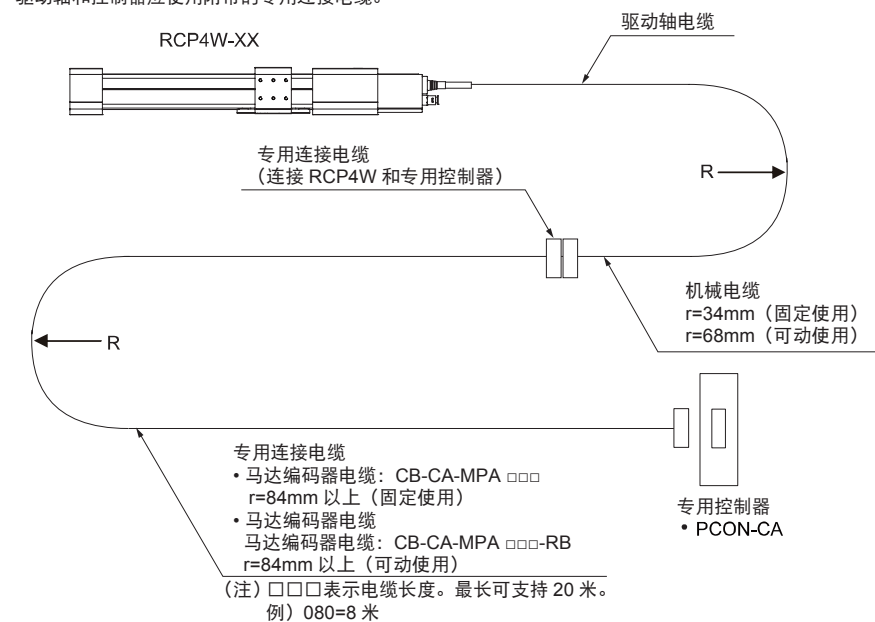 驱动轴和控制器应使用附带的专用连接电缆。
RCP4W-XX
驱动轴电缆
专用连接电缆
（连接 RCP4W 和专用控制器）
R
机械电缆
r=34mm（固定使用）
r=68mm（可动使用）
R
专用连接电缆
• 马达编码器电缆：CB-CA-MPA □□□
r=84mm 以上（固定使用）
• 马达编码器电缆
马达编码器电缆：CB-CA-MPA □□□-RB
r=84mm 以上（可动使用）
（注）□□□表示电缆长度。最长可支持 20 米。
例）080=8 米
专用控制器
• PCON-CA